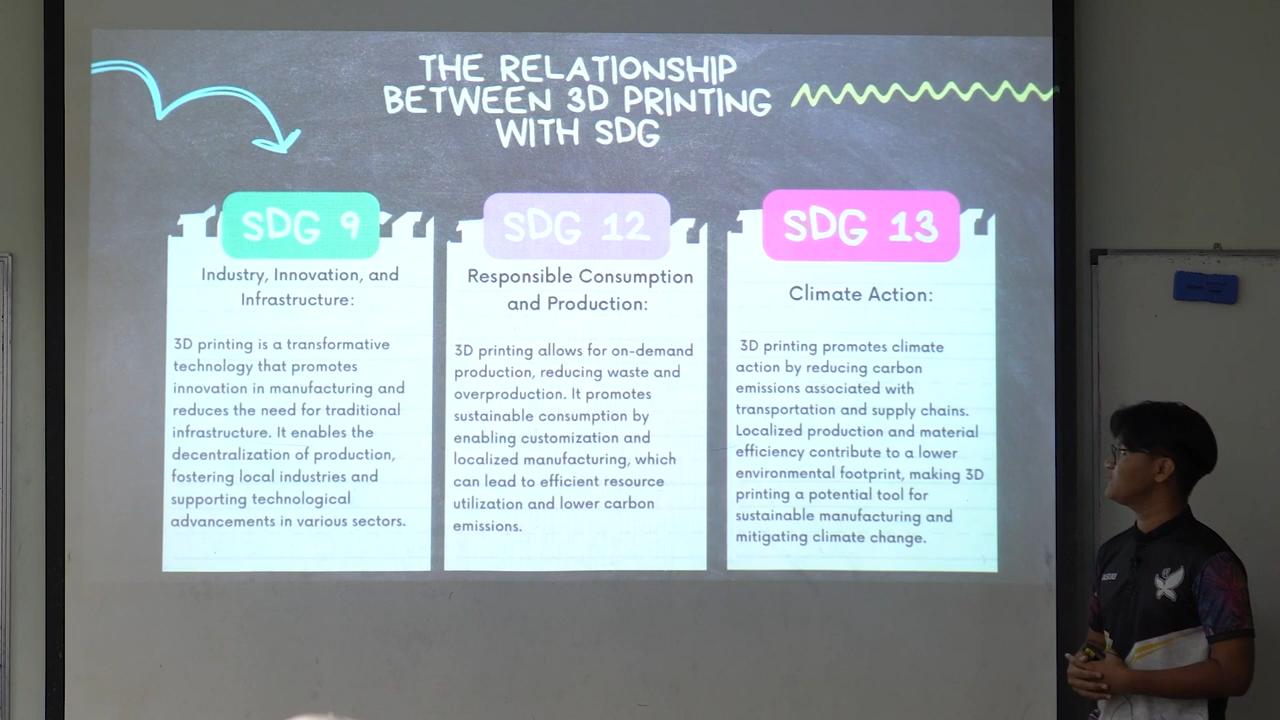 THE RELATIONSHIP
BETWEEN 3D PRINTING
WITH SDG
SDG 9
Industry, Innovation, and
Infrastructure:
3D printing is a transformative
technology that promotes
innovation in manufacturing and
reduces the need for traditional
infrastructure. It enables the
decentralization of production,
fostering local industries and
supporting technological
advancements in various sectors.
SDG 12
Responsible Consumption
and Production:
3D printing allows for on-demand
production, reducing waste and
overproduction. It promotes
sustainable consumption by
enabling customization and
localized manufacturing, which
can lead to efficient resource
utilization and lower carbon
emissions.
SDG 13
Climate Action:
3D printing promotes climate
action by reducing carbon
emissions associated with
transportation and supply chains.
Localized production and material
efficiency contribute to a lower
environmental footprint, making 3D
printing a potential tool for
sustainable manufacturing and
mitigating climate change.